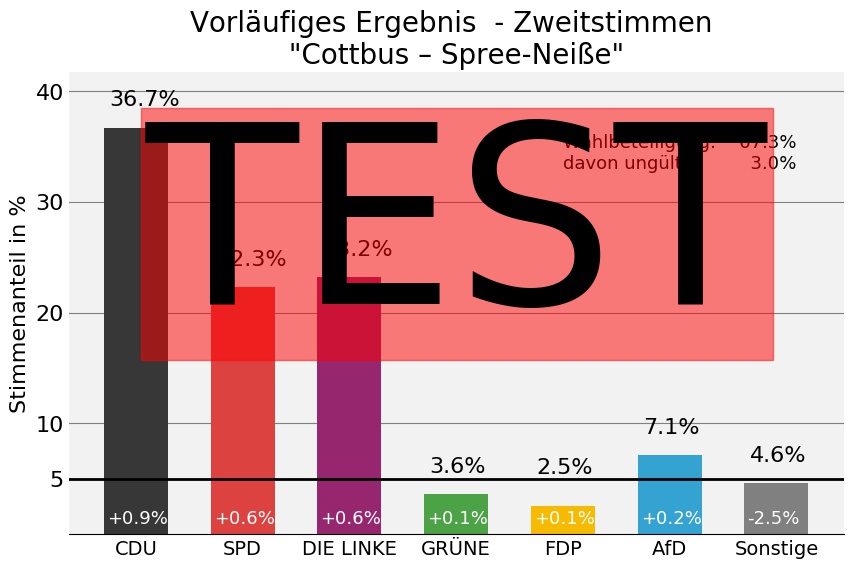 Vorläufiges Ergebnis - Zweitstimmen
"Cottbus – Spree-Neiße"
Stimmenanteil in %
40
30
20
10
5
36.7%
TEST
67.3%
davon 3.0%
3.6%
2.5%
7.1%
4.6%
+0.9%
+0.6%
+0.6%
+0.1%
+0.1%
+0.2%
-2.5%
CDU
SPD
DIE LINKE
GRÜNE
FDP
AfD
Sonstige